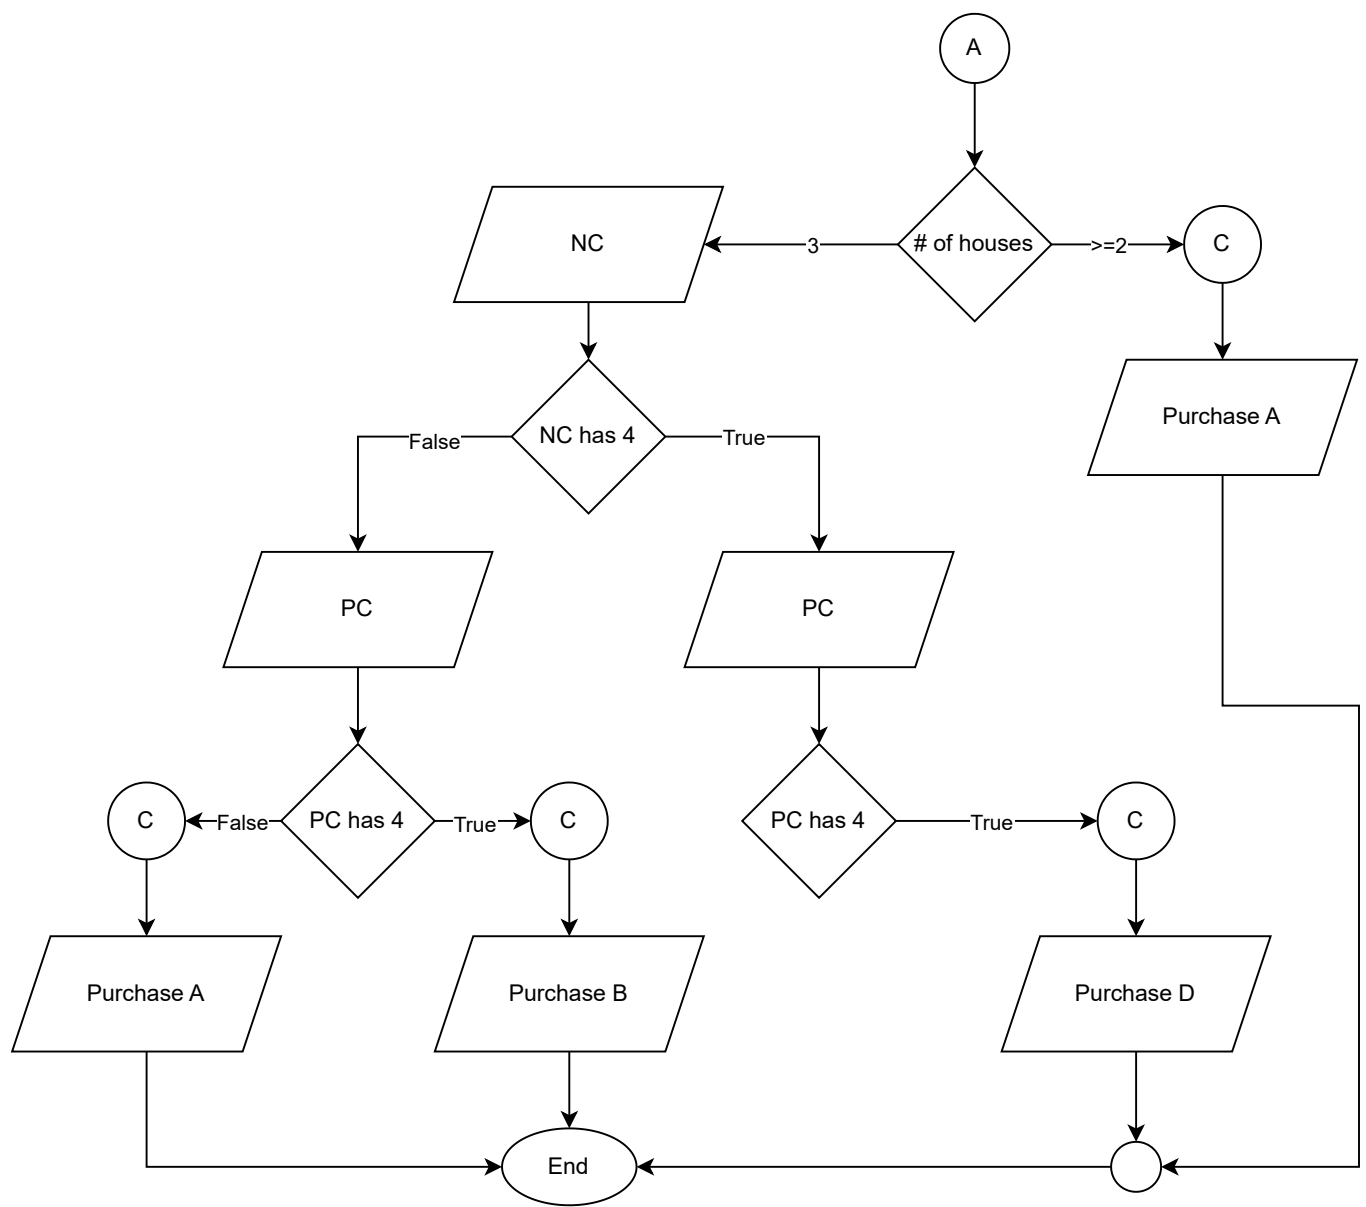 A
NC
3
# of houses
>=2
C
Purchase A
False
NC has 4
True
PC
PC
C
False
PC has 4
True
C
PC has 4
True
C
Purchase A
Purchase B
Purchase D
End